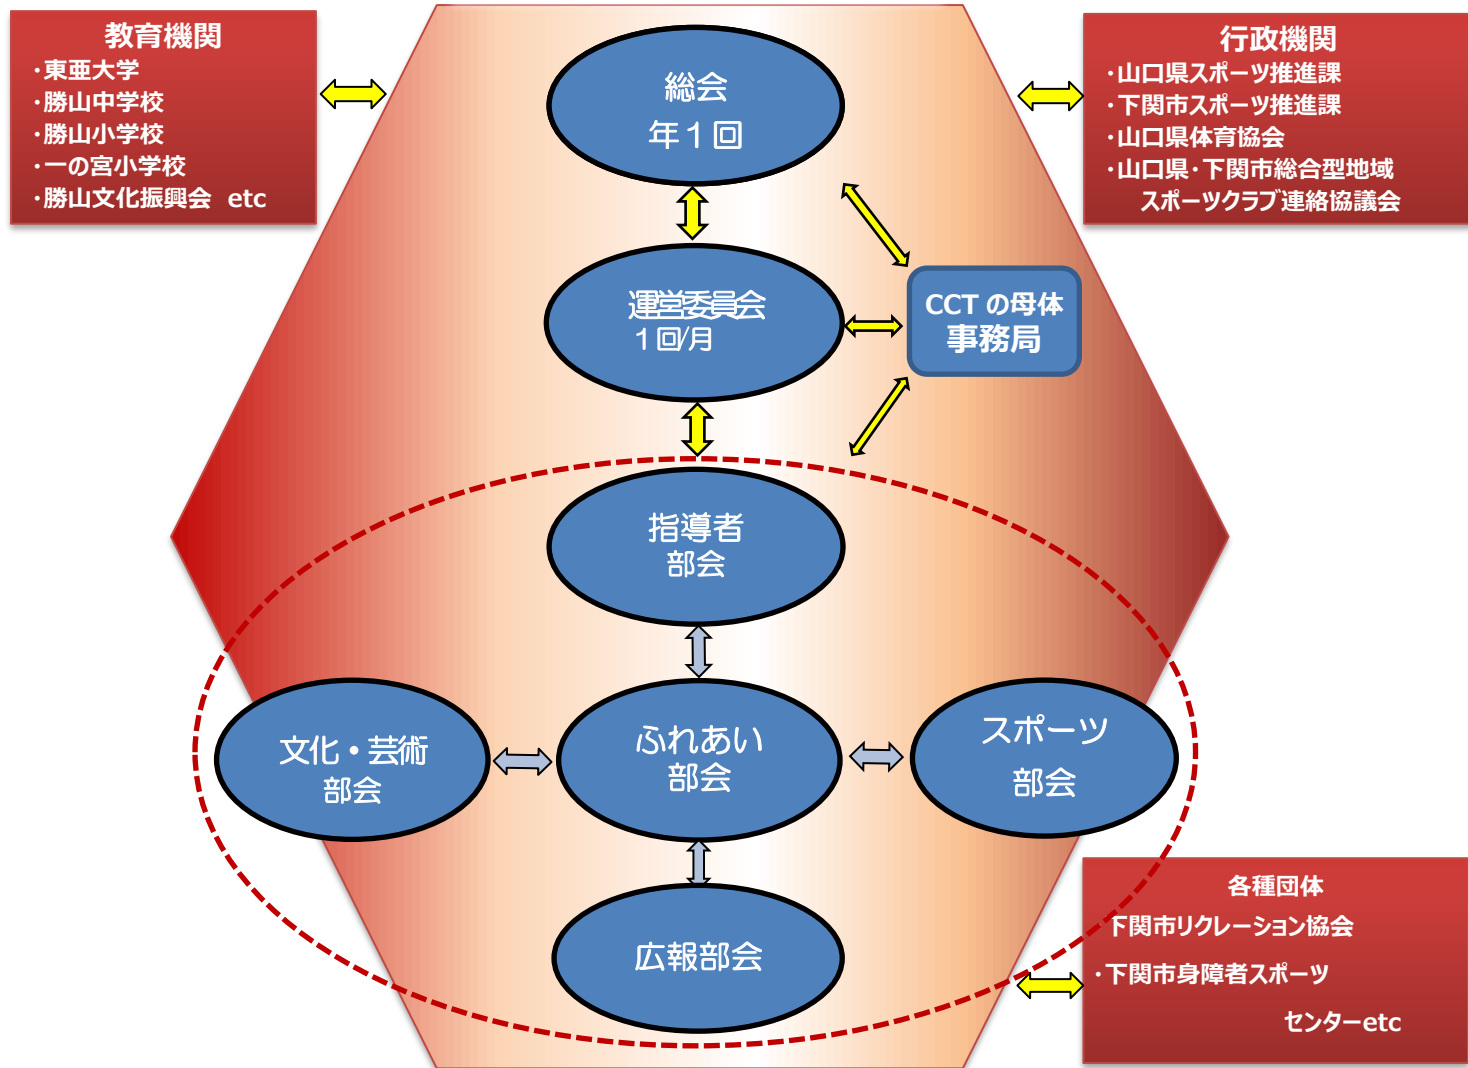 教育機関
・東亜大学
・勝山中学校
・勝山小学校
・一の宮小学校
・勝山文化振興会 etc
総会
年１回
行政機関
・山口県スポーツ推進課
・下関市スポーツ推進課
・山口県体育協会
・山口県・下関市総合型地域
スポーツクラブ連絡協議会
運営委員会
１回/月
CCT の母体
事務局
指導者
部会
文化・芸術
部会
ふれあい
部会
スポーツ
部会
広報部会
各種団体
下関市リクレーション協会
・下関市身障者スポーツ
センターetc